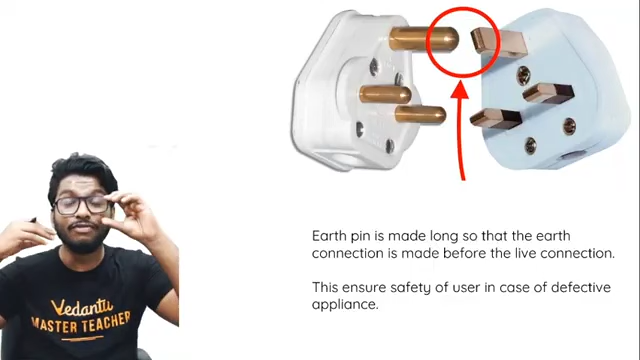 Earth pin is made long so that the earth
connection is made before the live connection.
This ensure safety of user in case of defective
appliance.
Vedantu
MASTER TEACHER